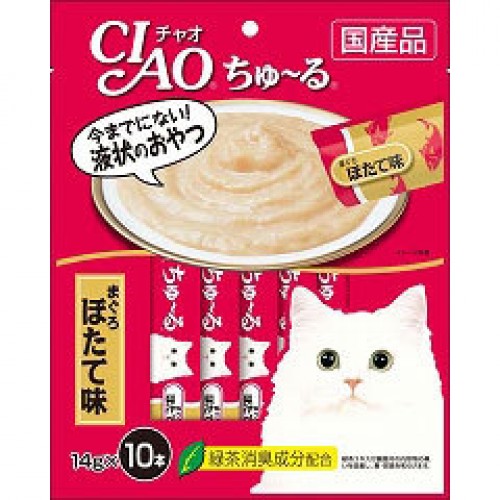 CIAO
チャオ
ちゅ〜る
国産品
今までにない!
液状のおやつ
まぐろ
ほたて味
ちゅ〜る
ちゅ〜る
ちゅ〜る
まぐろ
ほたて味
14g×10本
緑茶消臭成分配合